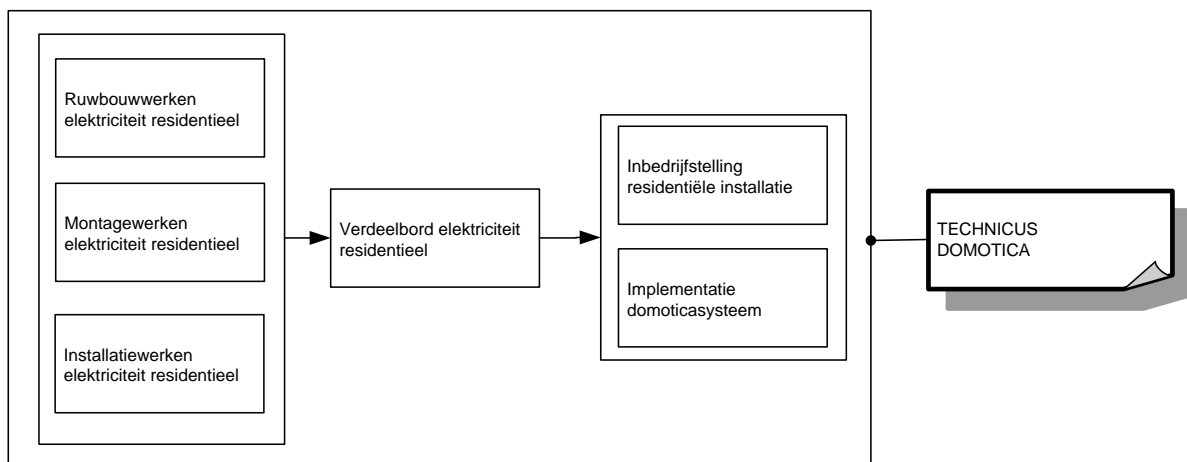 Ruwbouwwerken
elektriciteit residentieel
Montagewerken
elektriciteit residentieel
Installatiewerken
elektriciteit residentieel
Verdeelbord elektriciteit
residentieel
Inbedrijfstelling
residentiële installatie
Implementatie
domoticasysteem
TECHNICUS
DOMOTICA